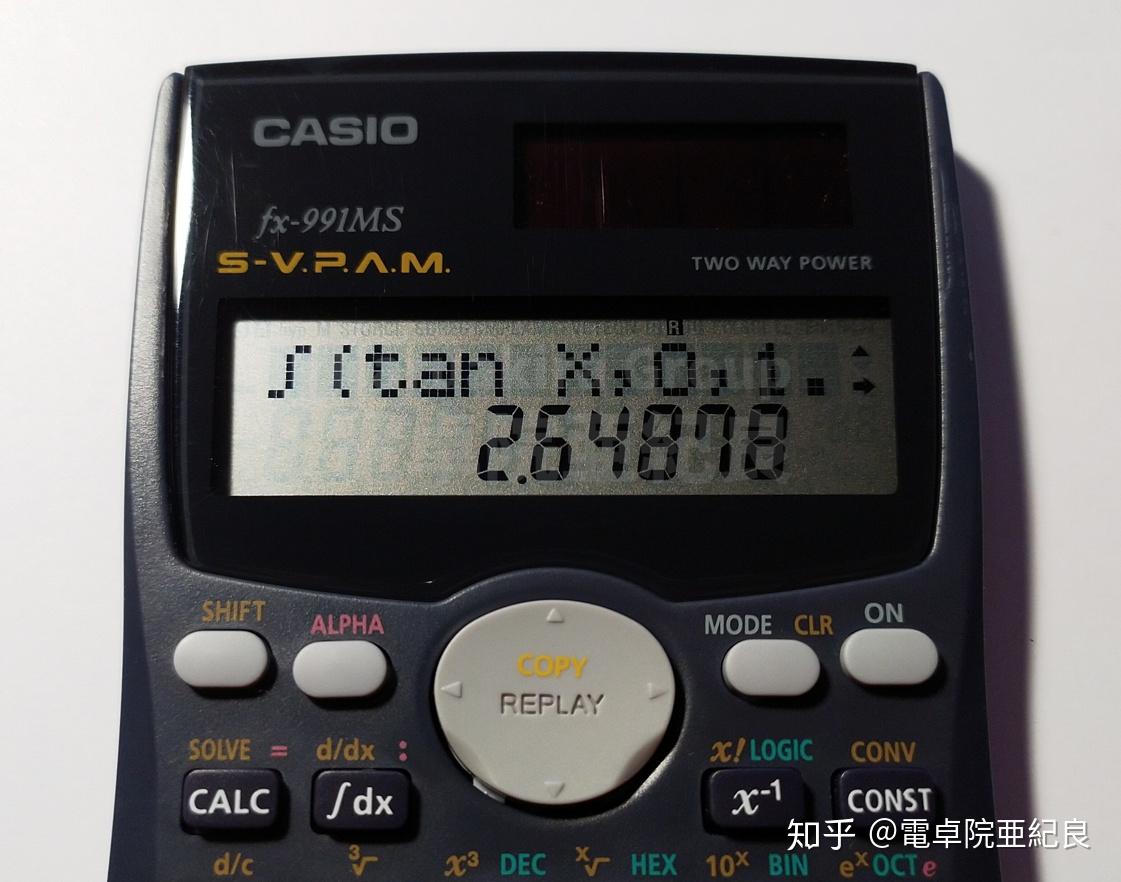 CASIO
fx-991MS
S-V.P.A.M.
TWO WAY POWER
R
∫(tan X,0,1.
2.64878
SHIFT
ALPHA
MODE CLR
ON
COPY
REPLAY
SOLVE = d/dx :
x! LOGIC CONV
CALC ∫dx
x⁻¹ CONST
d/c ³√ x³ DEC ˣ√ HEX 10ˣ BIN eˣ OCT e
知乎 @電卓院亜紀良